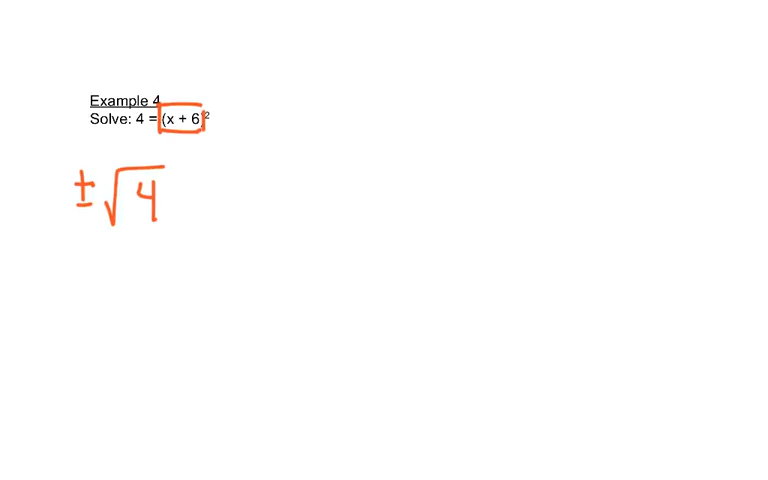 Example 4
Solve: 4 = (x + 6)²
± √4